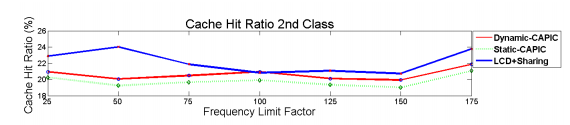 Cache Hit Ratio 2nd Class
Cache Hit Ratio (%)
26
24
22
20
18
25
50
75
100
125
150
175
Frequency Limit Factor
Dynamic-CAPIC
Static-CAPIC
LCD+Sharing